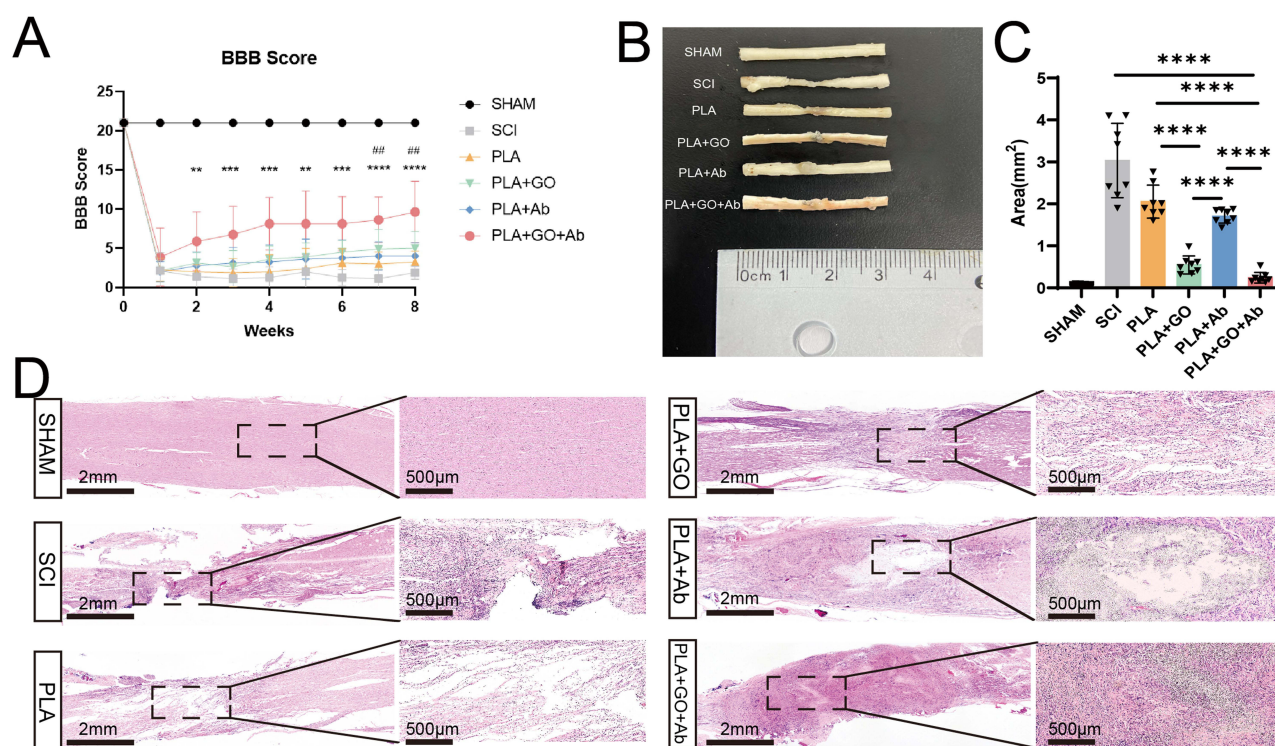 A
BBB Score
BBB Score
25
20
15
10
5
0
0 2 4 6 8
Weeks
** *** *** ** *** **** ****
## ##
SHAM
SCI
PLA
PLA+GO
PLA+Ab
PLA+GO+Ab
B
SHAM
SCI
PLA
PLA+GO
PLA+Ab
PLA+GO+Ab
0cm 1 2 3 4
C
****
****
****
****
****
Area(mm²)
5
4
3
2
1
0
SHAM
SCI
PLA
PLA+GO
PLA+Ab
PLA+GO+Ab
D
SHAM
2mm
500μm
SCI
2mm
500μm
PLA
2mm
500μm
PLA+GO
2mm
500μm
PLA+Ab
2mm
500μm
PLA+GO+Ab
2mm
500μm